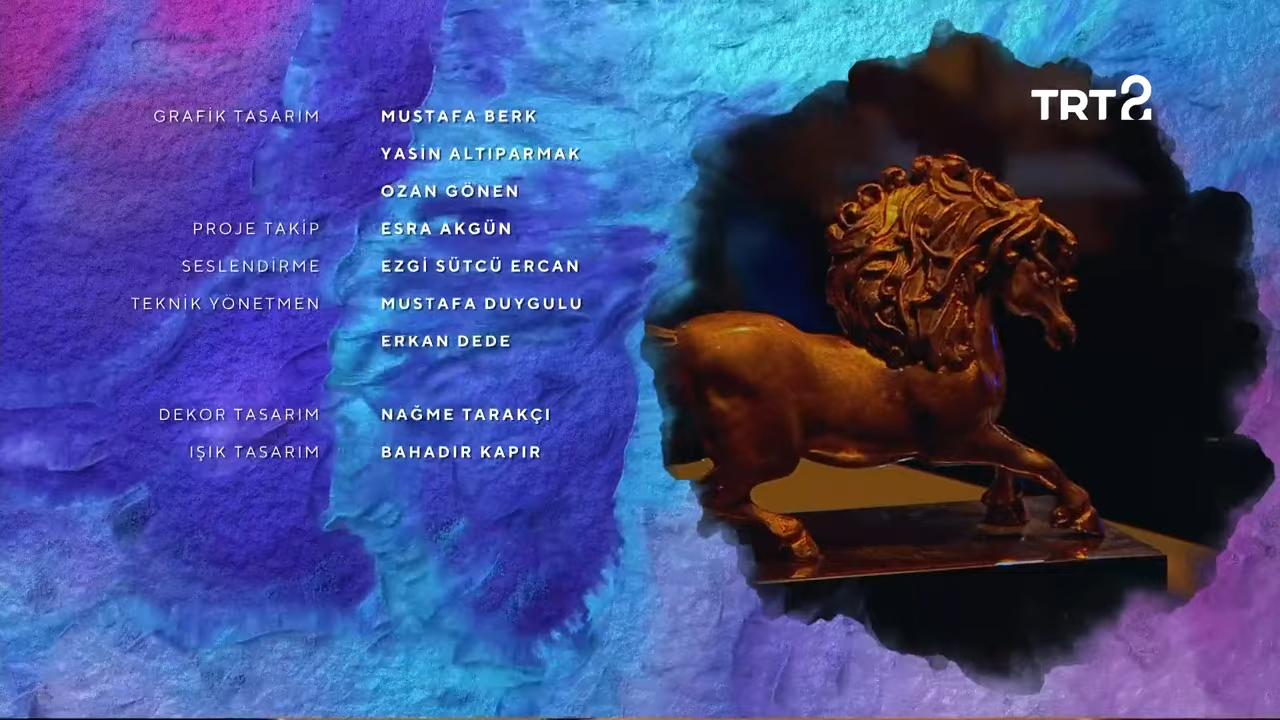 TRT2
GRAFİK TASARIM MUSTAFA BERK
YASİN ALTIPARMAK
OZAN GÖNEN
PROJE TAKİP ESRA AKGÜN
SESLENDİRME EZGİ SÜTCÜ ERCAN
TEKNİK YÖNETMEN MUSTAFA DUYGULU
ERKAN DEDE
DEKOR TASARIM NAĞME TARAKÇI
IŞIK TASARIM BAHADIR KAPIR